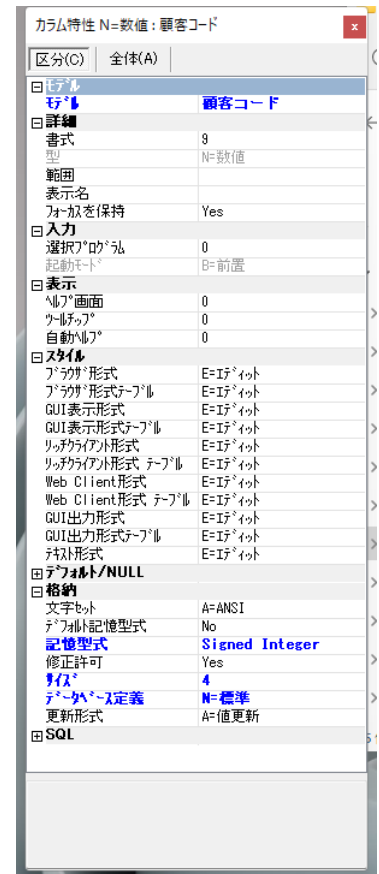 カラム特性 N=数値 : 顧客コード x
区分(C) 全体(A)
モデル
モデル 顧客コード
詳細
書式 9
型 N=数値
範囲
表示名
フォーカスを保持 Yes
入力
選択プログラム 0
起動モード B=前置
表示
ヘルプ画面 0
ツールチップ 0
自動ヘルプ 0
スタイル
ブラウザ形式 E=エディット
ブラウザ形式テーブル E=エディット
GUI表示形式 E=エディット
GUI表示形式テーブル E=エディット
リッチクライアント形式 E=エディット
リッチクライアント形式 テーブル E=エディット
Web Client形式 E=エディット
Web Client形式 テーブル E=エディット
GUI出力形式 E=エディット
GUI出力形式テーブル E=エディット
テキスト形式 E=エディット
デフォルト/NULL
格納
文字セット A=ANSI
デフォルト記憶型式 No
記憶型式 Signed Integer
修正許可 Yes
サイズ 4
データベース定義 N=標準
更新形式 A=値更新
SQL